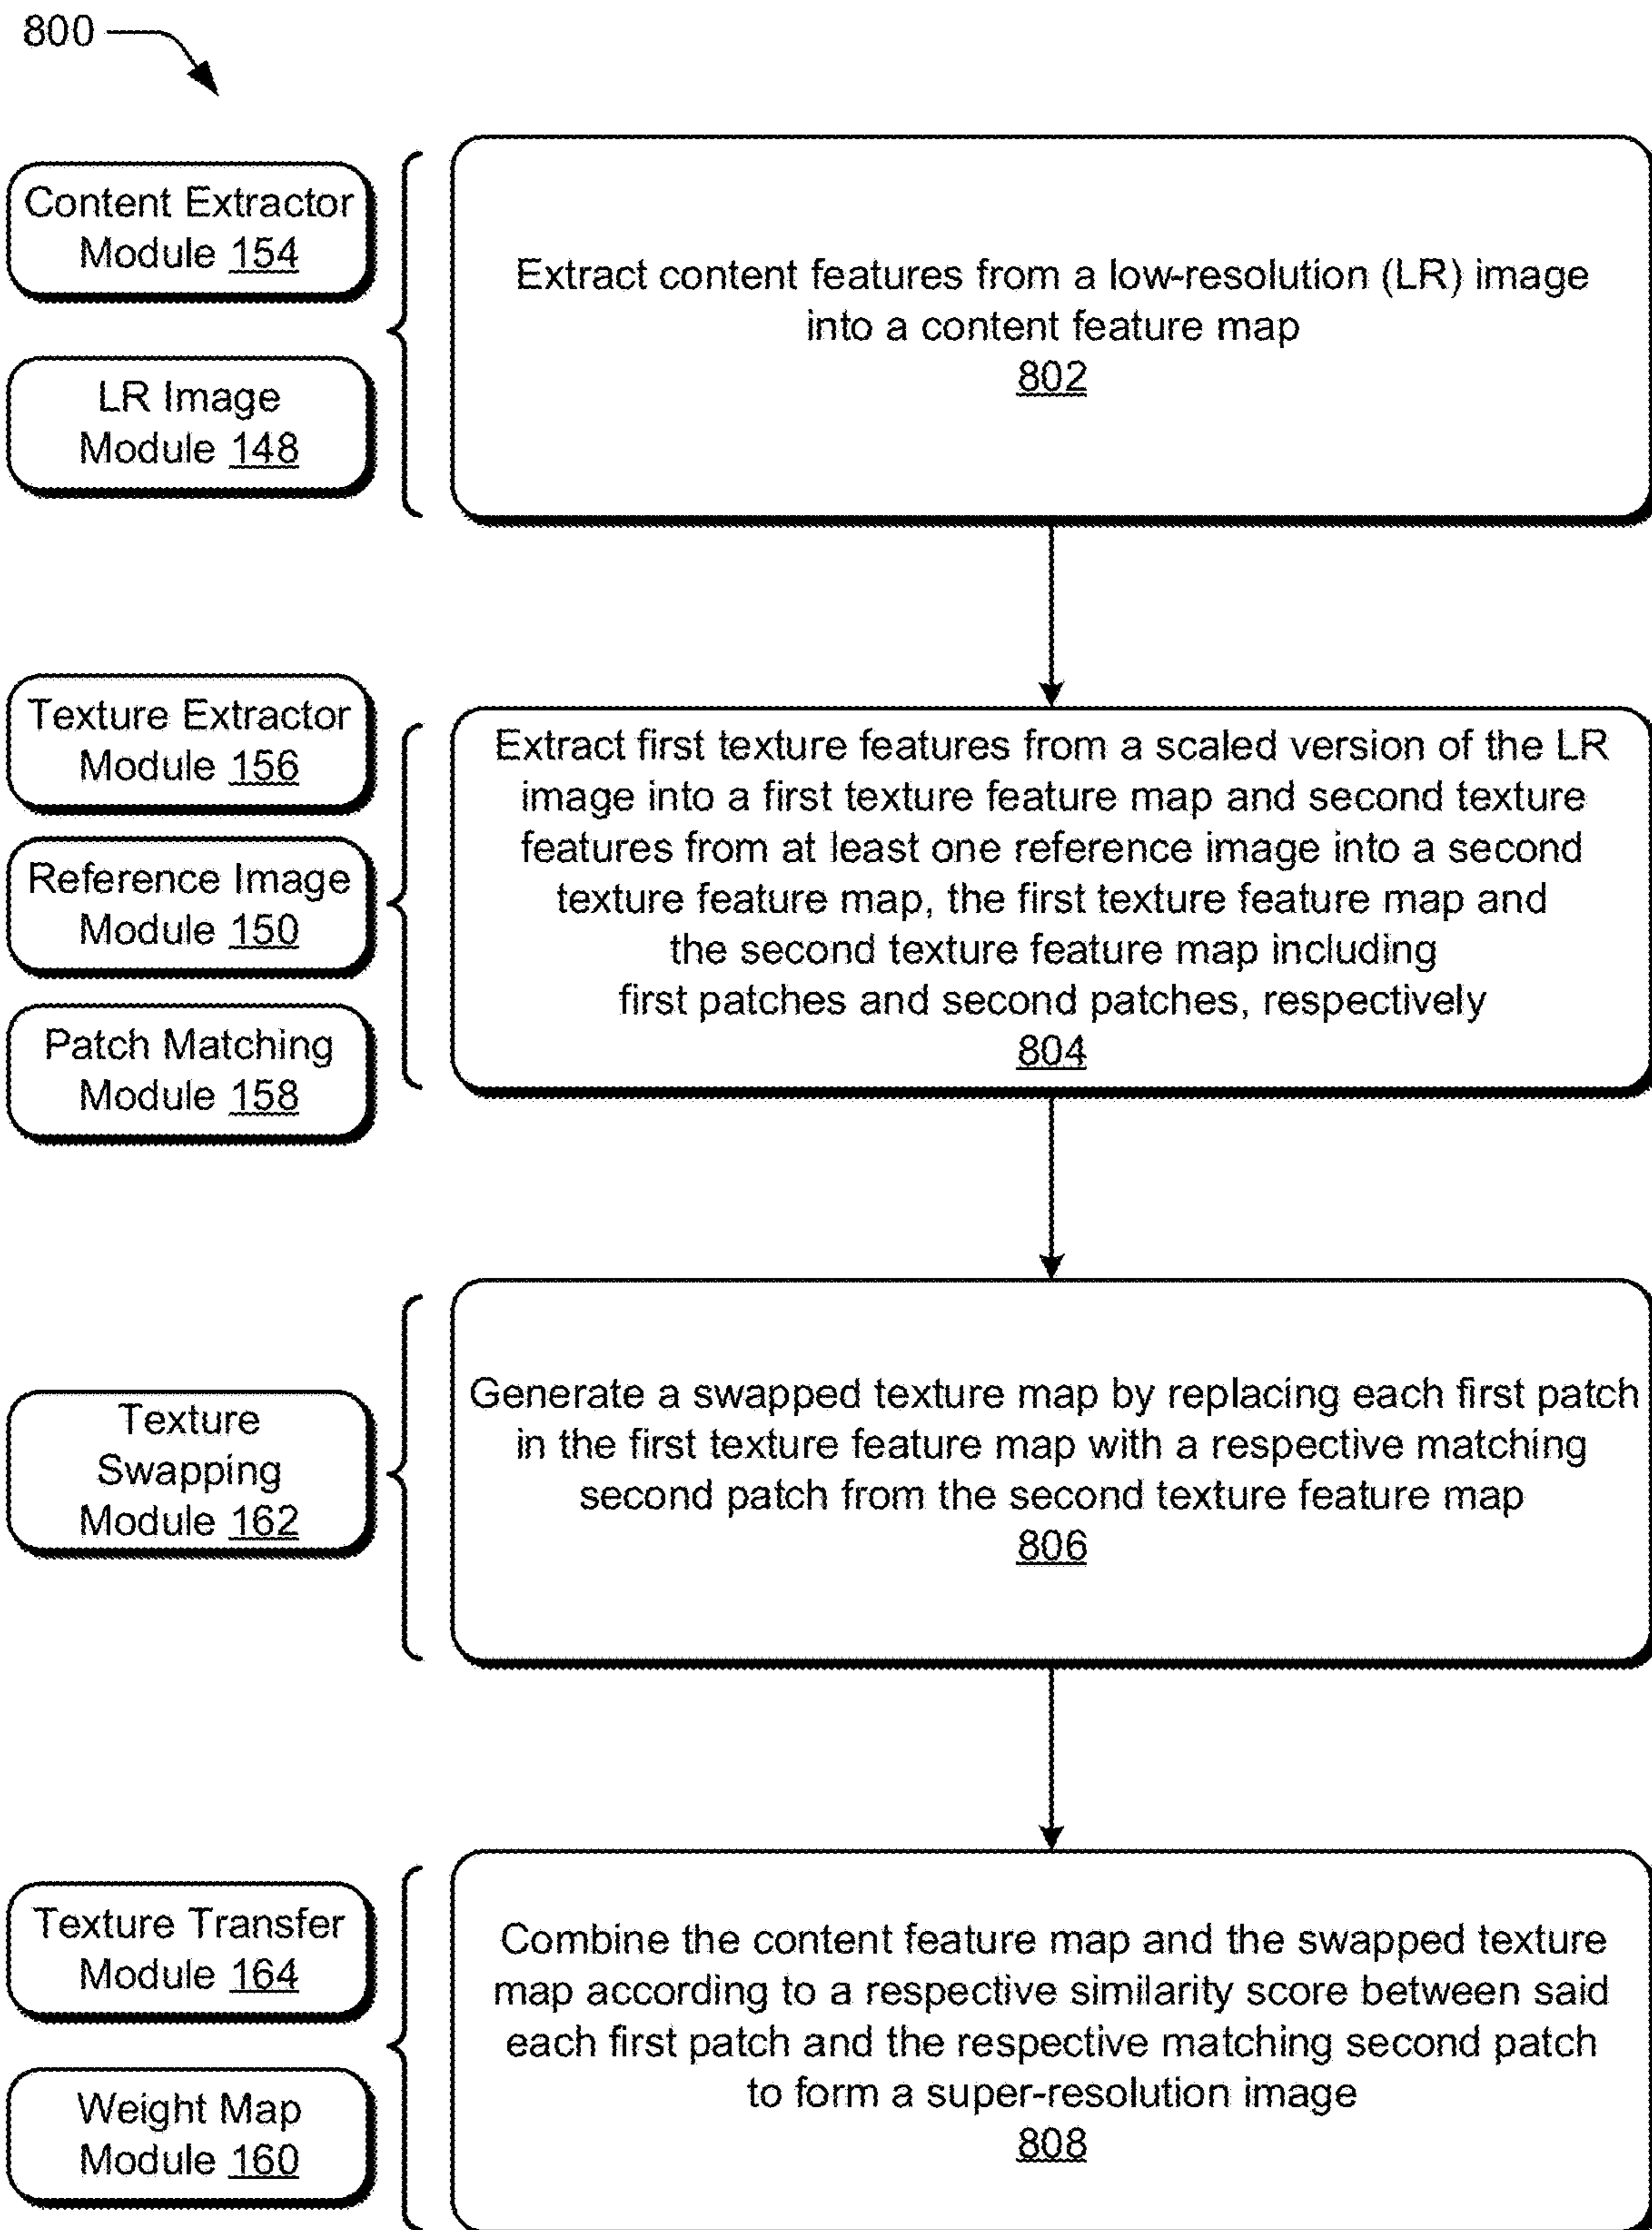 800
Content Extractor
Module 154
LR Image
Module 148
Extract content features from a low-resolution (LR) image
into a content feature map
802
Texture Extractor
Module 156
Reference Image
Module 150
Patch Matching
Module 158
Extract first texture features from a scaled version of the LR
image into a first texture feature map and second texture
features from at least one reference image into a second
texture feature map, the first texture feature map and
the second texture feature map including
first patches and second patches, respectively
804
Texture
Swapping
Module 162
Generate a swapped texture map by replacing each first patch
in the first texture feature map with a respective matching
second patch from the second texture feature map
806
Texture Transfer
Module 164
Weight Map
Module 160
Combine the content feature map and the swapped texture
map according to a respective similarity score between said
each first patch and the respective matching second patch
to form a super-resolution image
808